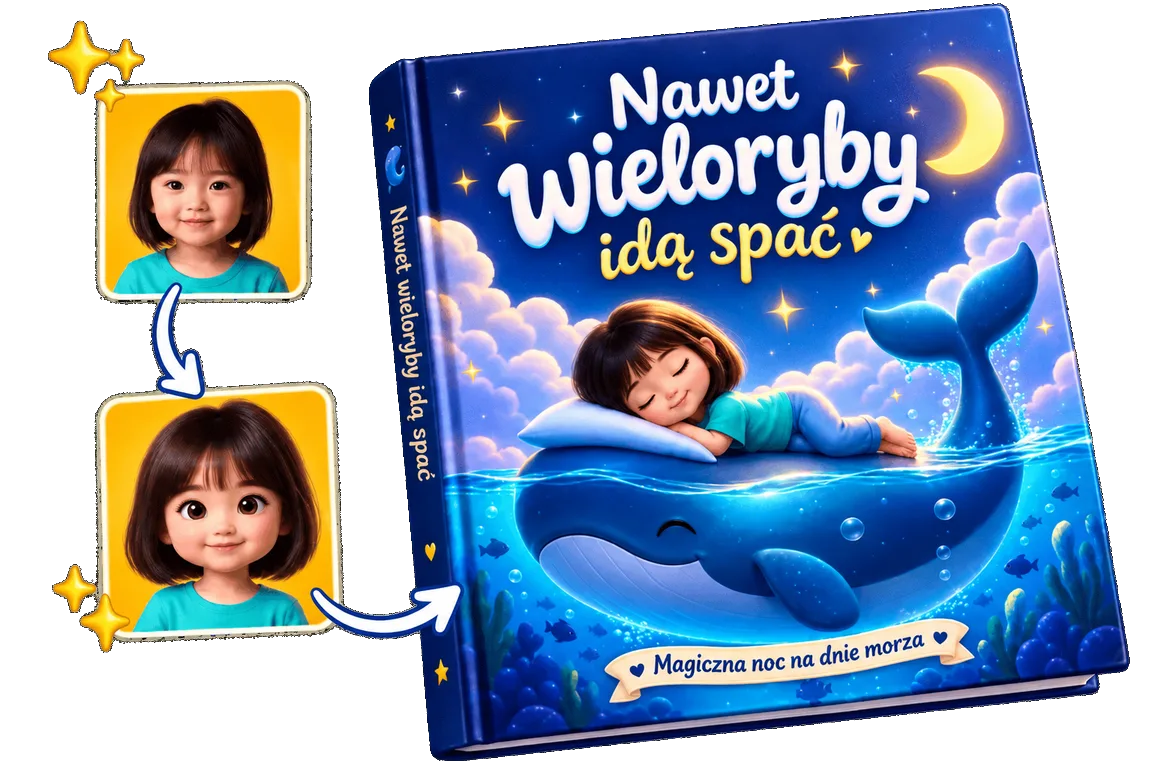 Nawet
Wieloryby
idą spać
Nawet wieloryby idą spać
Magiczna noc na dnie morza